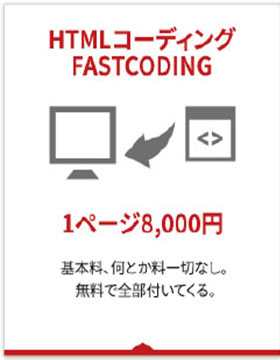 HTMLコーディング
FASTCODING
<>
1ページ8,000円
基本料、何とか料一切なし。
無料で全部付いてくる。